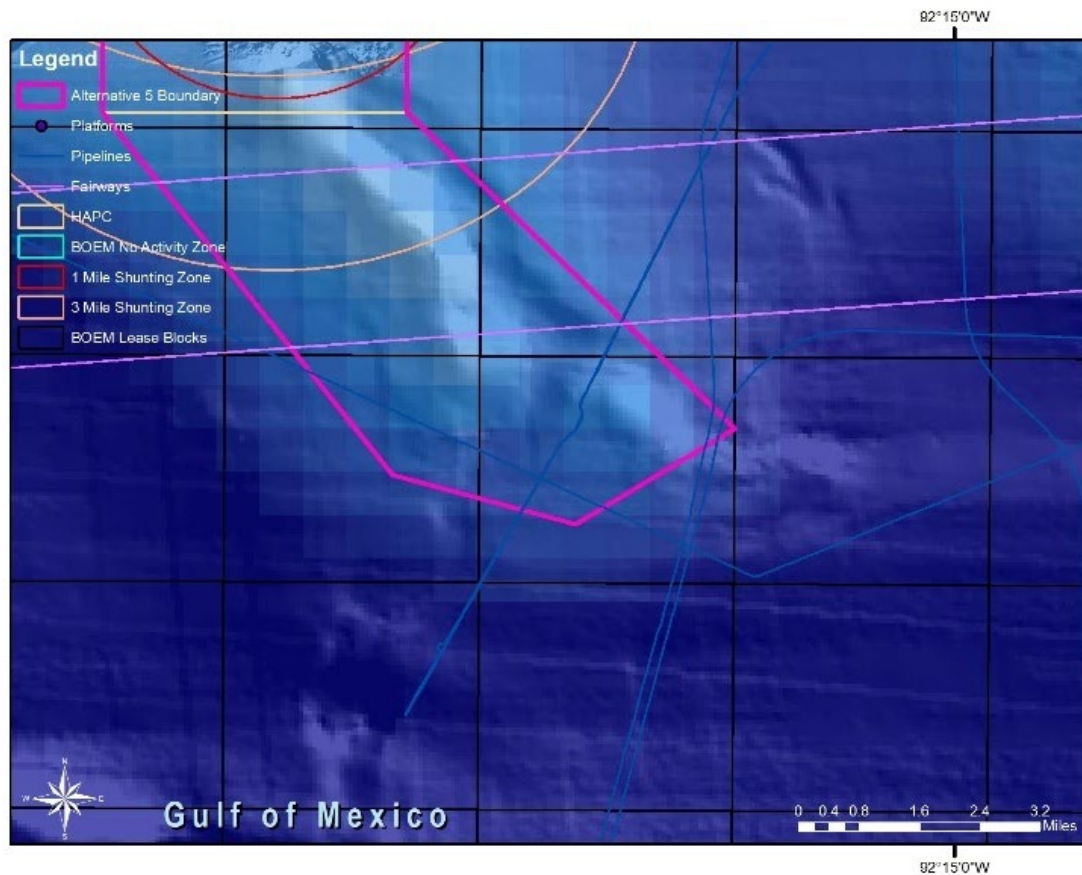 92°15'0"W
Legend
Alternative 5 Boundary
Platforms
Pipelines
Fairways
HAPC
BOEM No Activity Zone
1 Mile Shunting Zone
3 Mile Shunting Zone
BOEM Lease Blocks
N
W E
S
Gulf of Mexico
0 0.4 0.8 1.6 2.4 3.2
Miles
92°15'0"W